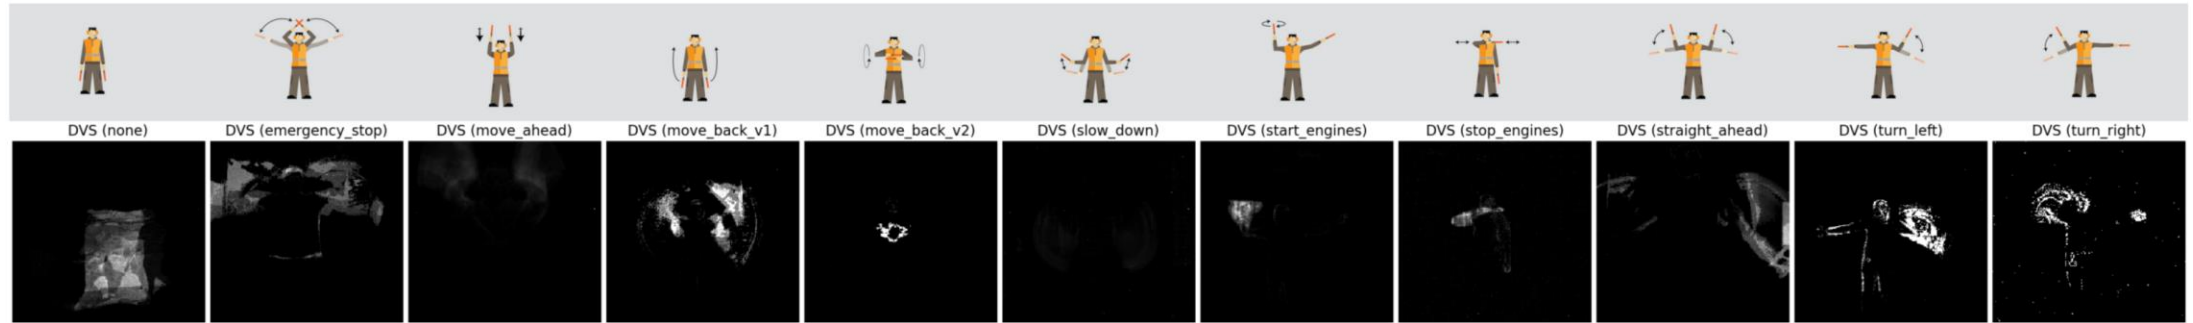 DVS (none)
DVS (emergency_stop)
DVS (move_ahead)
DVS (move_back_v1)
DVS (move_back_v2)
DVS (slow_down)
DVS (start_engines)
DVS (stop_engines)
DVS (straight_ahead)
DVS (turn_left)
DVS (turn_right)